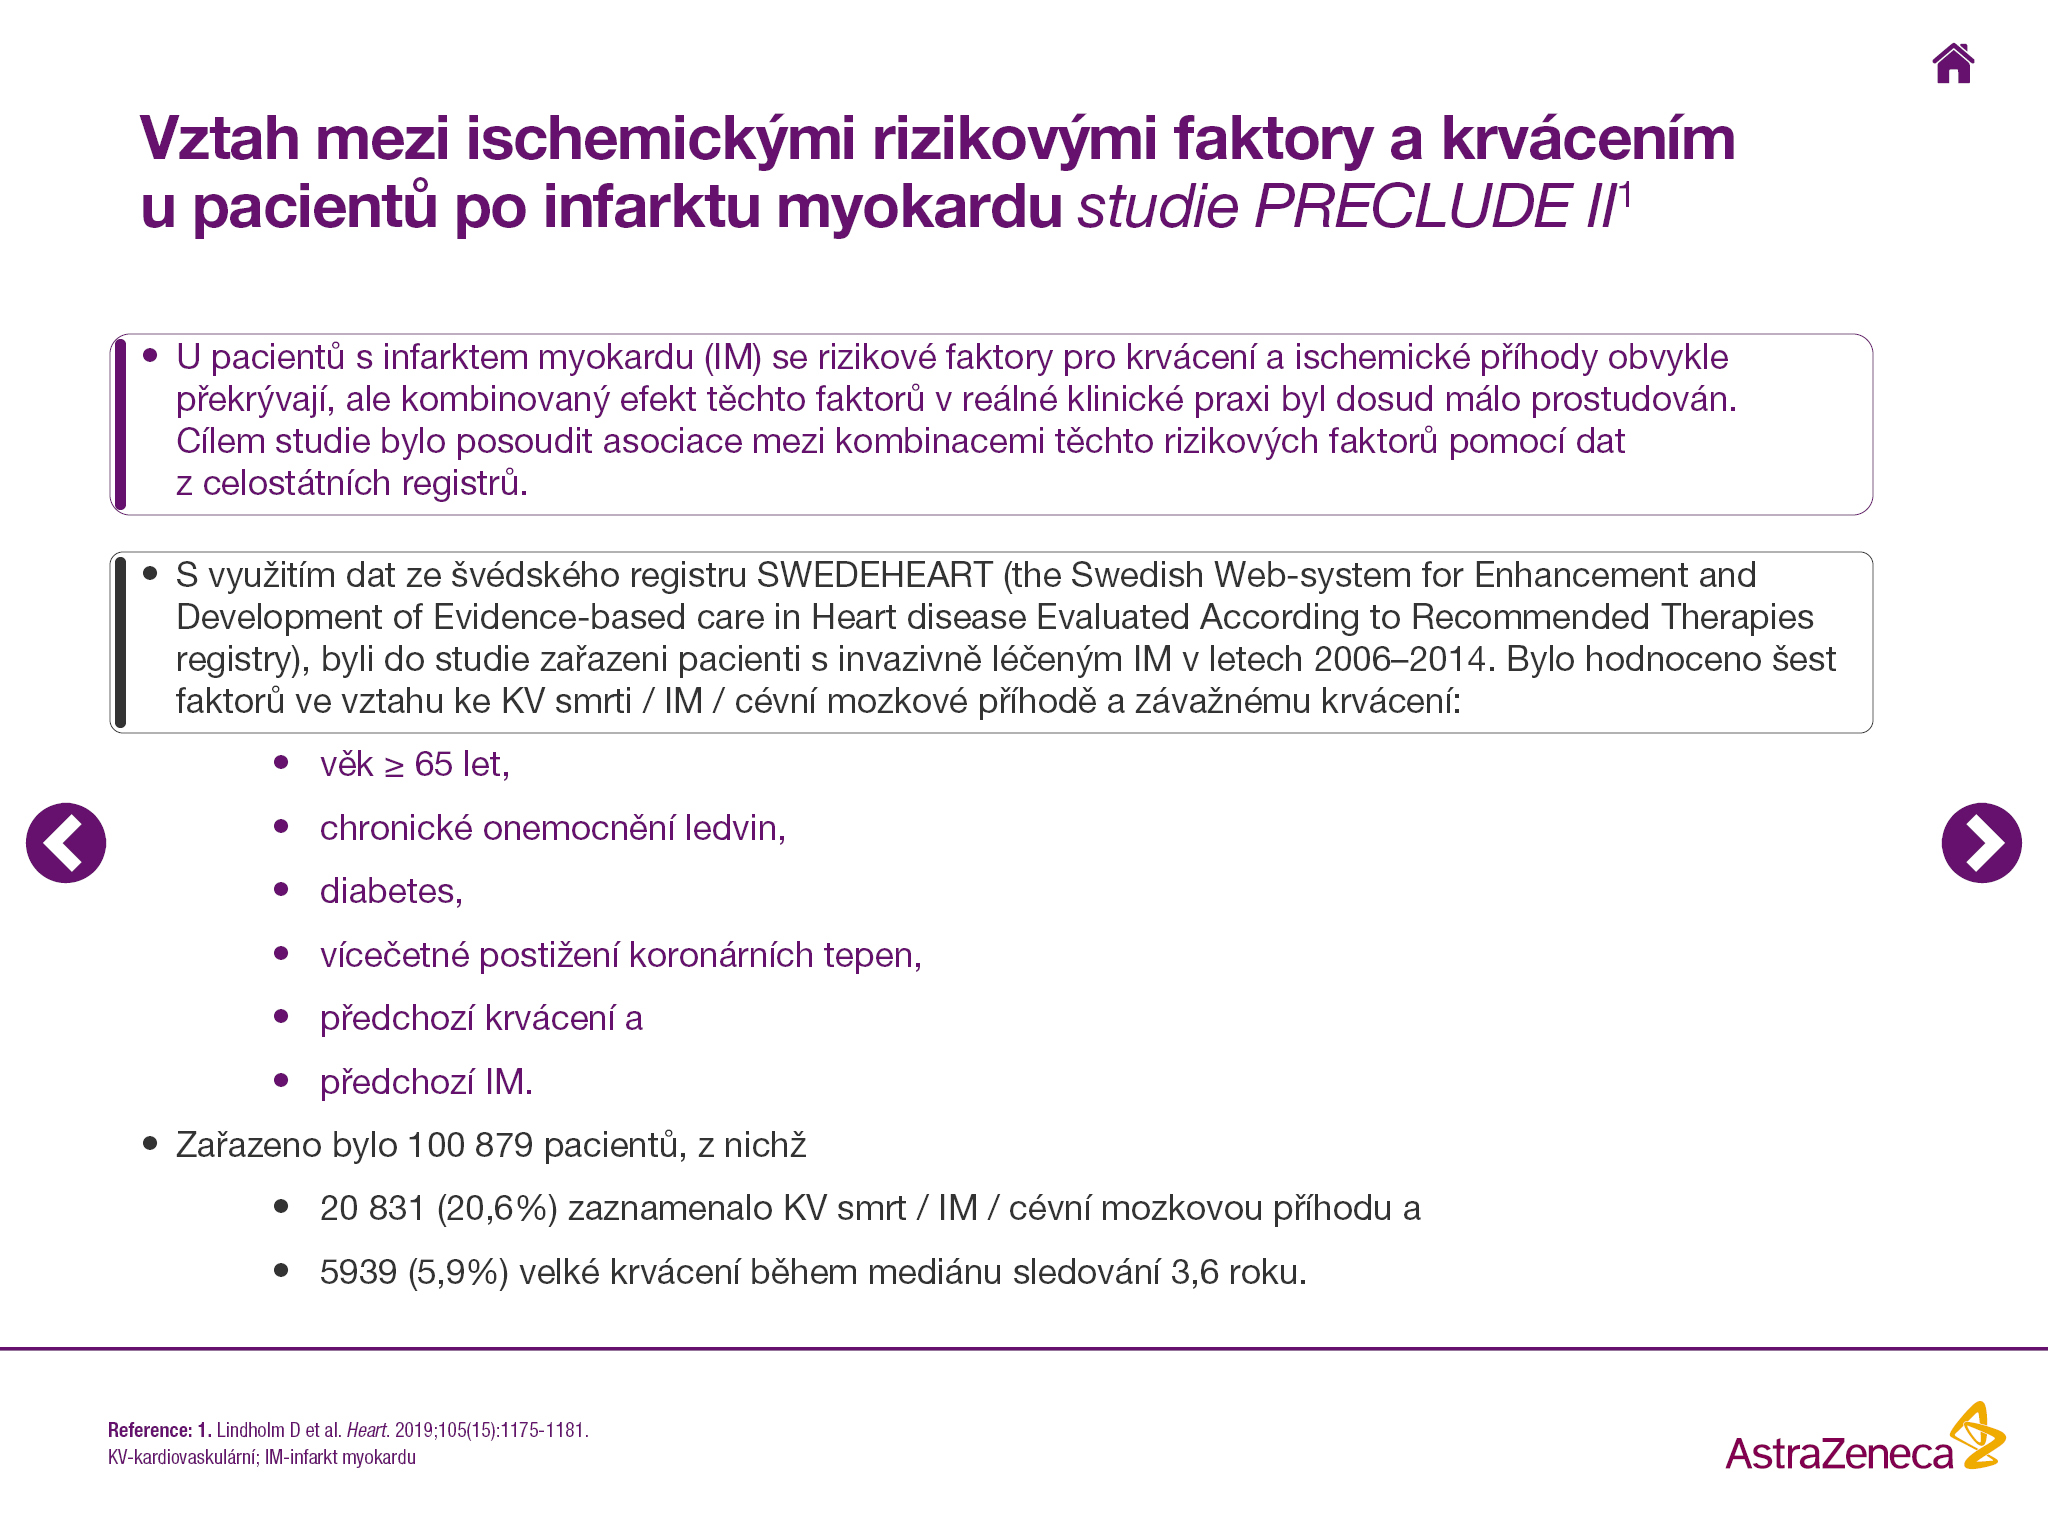 Vztah mezi ischemickými rizikovými faktory a krvácením
u pacientů po infarktu myokardu studie PRECLUDE II1
• U pacientů s infarktem myokardu (IM) se rizikové faktory pro krvácení a ischemické příhody obvykle
překrývají, ale kombinovaný efekt těchto faktorů v reálné klinické praxi byl dosud málo prostudován.
Cílem studie bylo posoudit asociace mezi kombinacemi těchto rizikových faktorů pomocí dat
z celostátních registrů.
• S využitím dat ze švédského registru SWEDEHEART (the Swedish Web-system for Enhancement and
Development of Evidence-based care in Heart disease Evaluated According to Recommended Therapies
registry), byli do studie zařazeni pacienti s invazivně léčeným IM v letech 2006–2014. Bylo hodnoceno šest
faktorů ve vztahu ke KV smrti / IM / cévní mozkové příhodě a závažnému krvácení:
• věk ≥ 65 let,
• chronické onemocnění ledvin,
• diabetes,
• vícečetné postižení koronárních tepen,
• předchozí krvácení a
• předchozí IM.
• Zařazeno bylo 100 879 pacientů, z nichž
• 20 831 (20,6%) zaznamenalo KV smrt / IM / cévní mozkovou příhodu a
• 5939 (5,9%) velké krvácení během mediánu sledování 3,6 roku.
Reference: 1. Lindholm D et al. Heart. 2019;105(15):1175-1181.
KV-kardiovaskulární; IM-infarkt myokardu
AstraZeneca